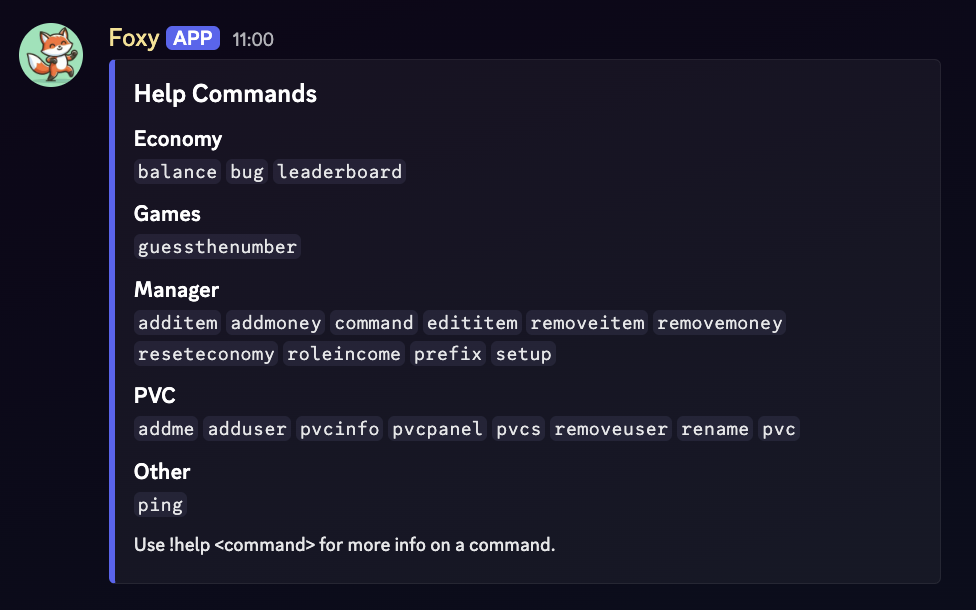 Foxy APP 11:00
Help Commands
Economy
balance bug leaderboard
Games
guessthenumber
Manager
additem addmoney command edititem removeitem removemoney
reseteconomy roleincome prefix setup
PVC
addme adduser pvcinfo pvcpanel pvcs removeuser rename pvc
Other
ping
Use !help <command> for more info on a command.